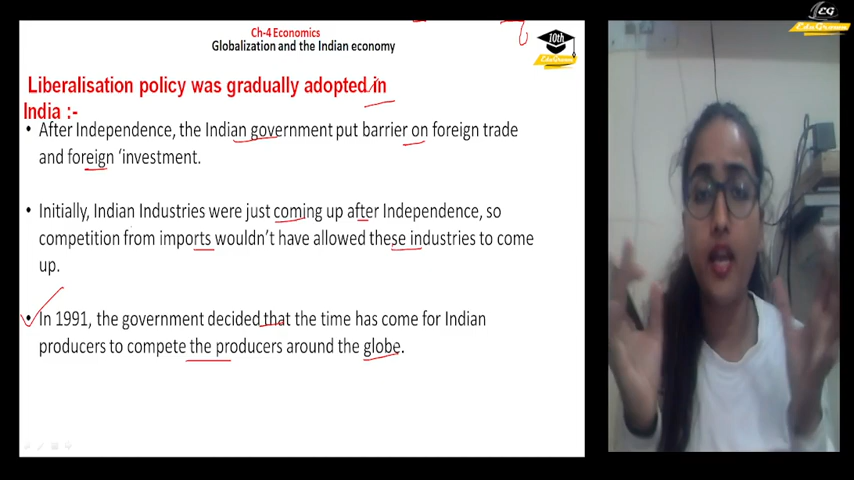 Ch-4 Economics
Globalization and the Indian economy
10th
EduGrown
CG
EduGrown
Liberalisation policy was gradually adopted in
India :-
• After Independence, the Indian government put barrier on foreign trade
and foreign ‘investment.
• Initially, Indian Industries were just coming up after Independence, so
competition from imports wouldn’t have allowed these industries to come
up.
• In 1991, the government decided that the time has come for Indian
producers to compete the producers around the globe.